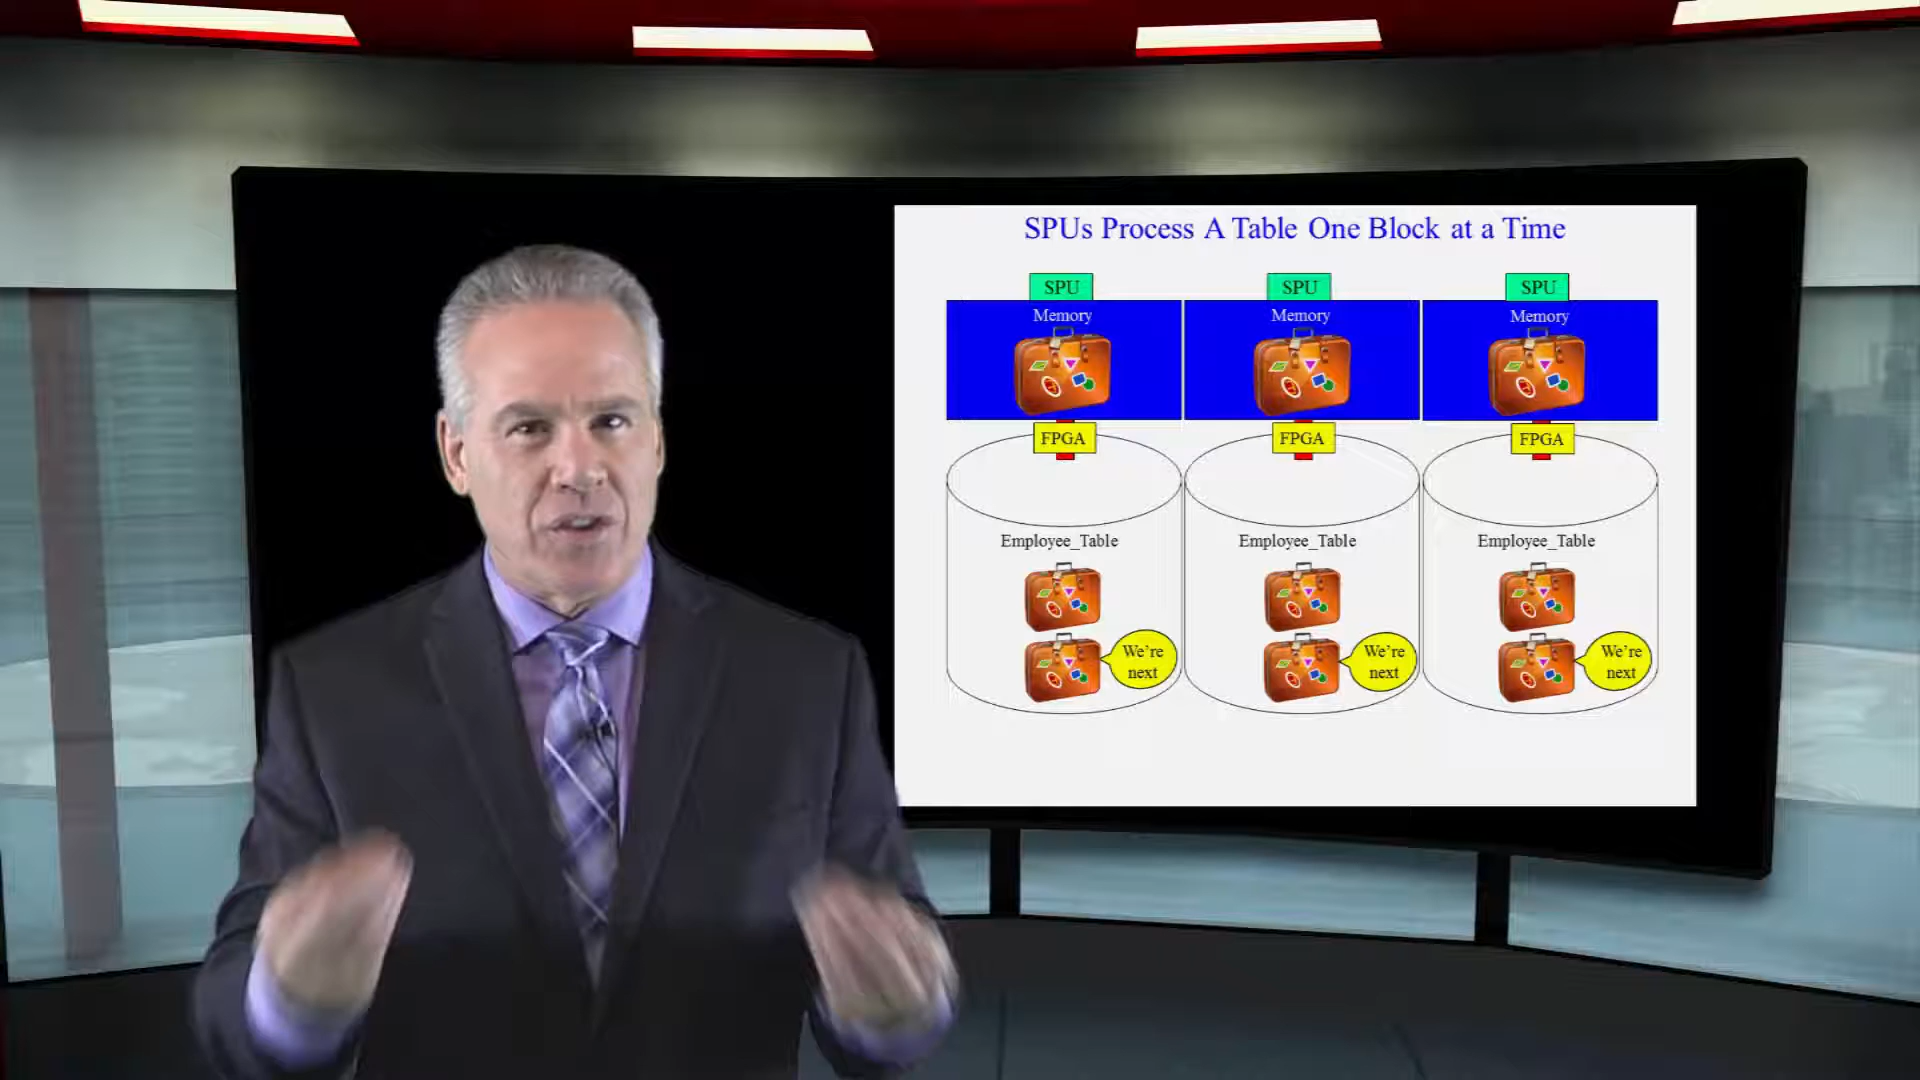 SPUs Process A Table One Block at a Time
SPU SPU SPU
Memory Memory Memory
FPGA FPGA FPGA
Employee_Table Employee_Table Employee_Table
We're
next
We're
next
We're
next